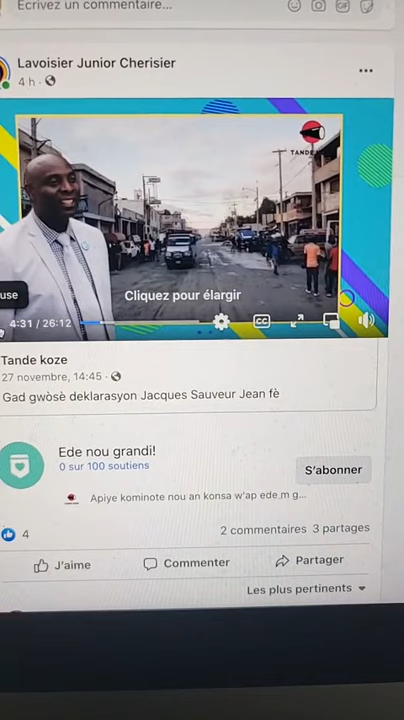 Ecrivez un commentaire...
Lavoisier Junior Cherisier
4 h ·
TANDE
Cliquez pour élargir
use
4:31 / 26:12
CC
Tande koze
27 novembre, 14:45 ·
Gad gwòsè deklarasyon Jacques Sauveur Jean fè
Ede nou grandi!
0 sur 100 soutiens
S'abonner
Apiye kominote nou an konsa w'ap ede m g...
4
2 commentaires 3 partages
J'aime
Commenter
Partager
Les plus pertinents